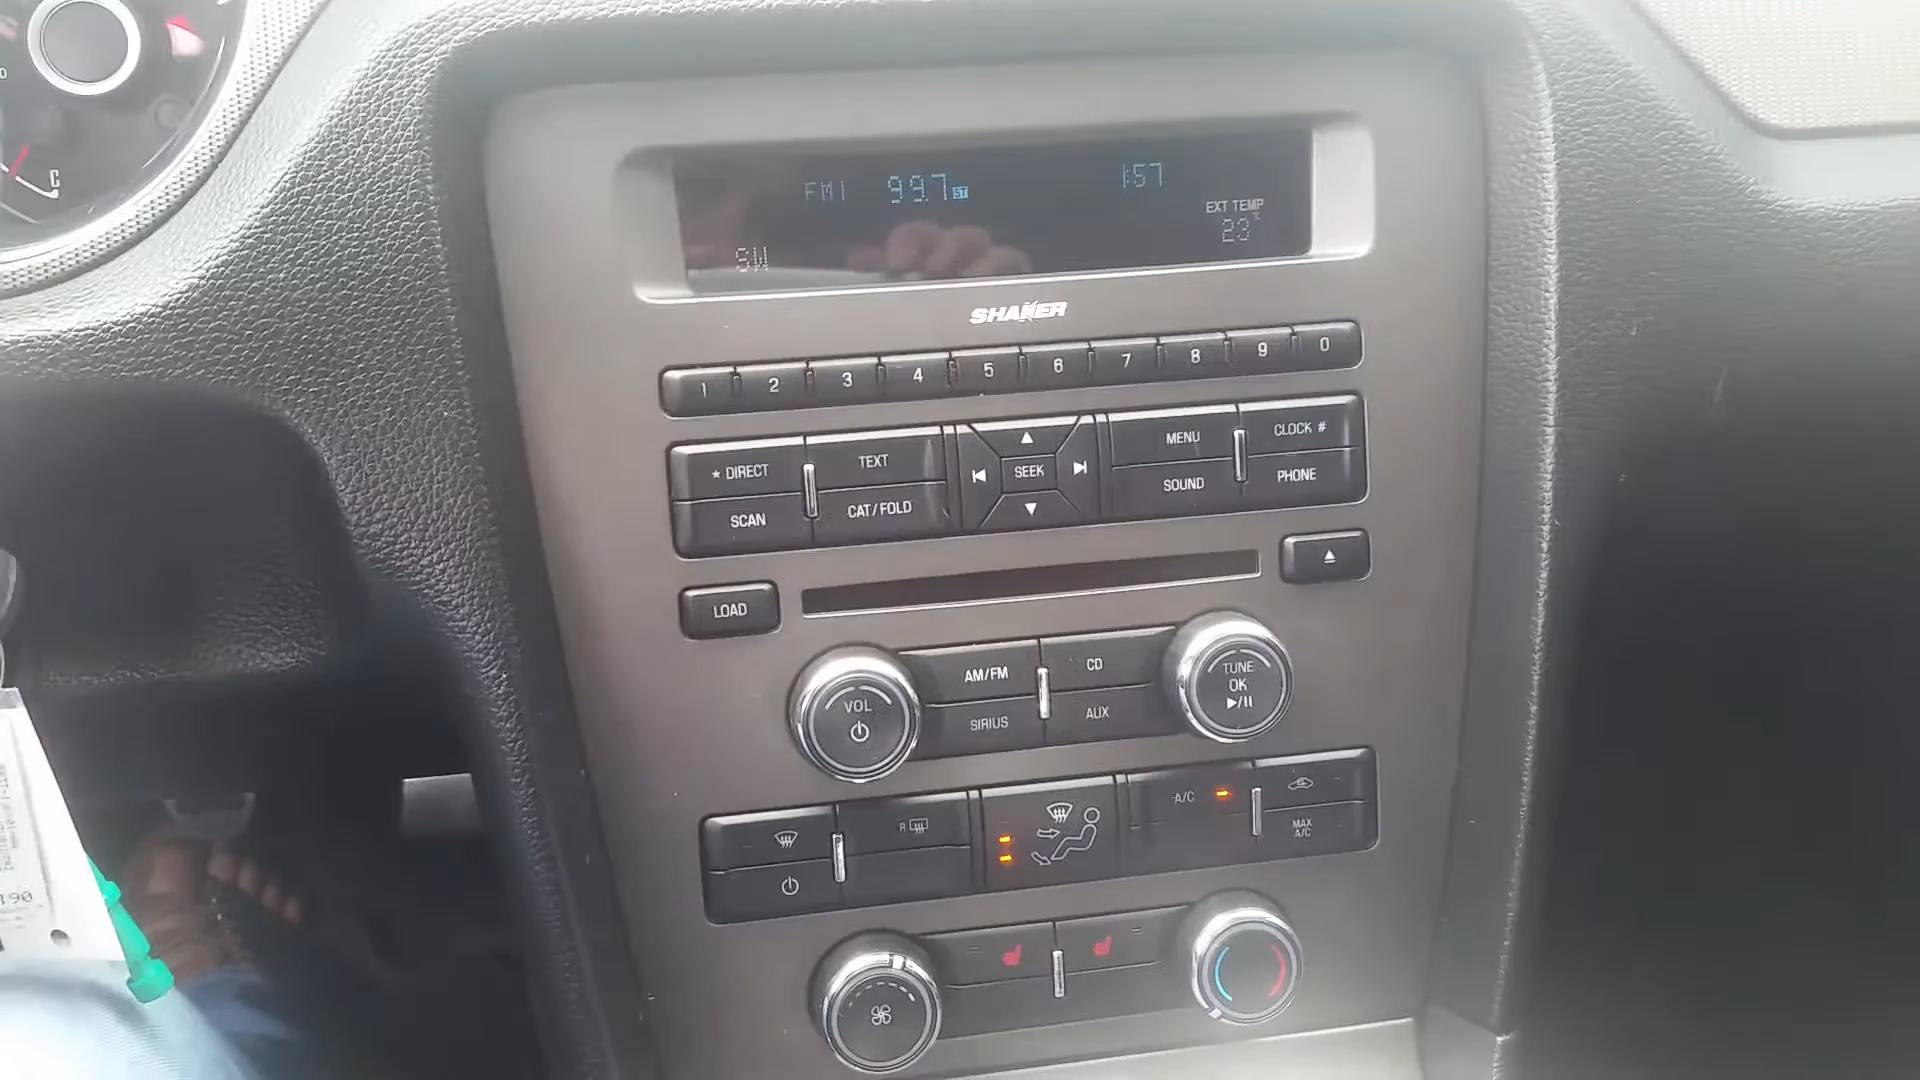 C
FM1 99.7 ST 1:57
EXT TEMP
23°
SW
SHAKER
1 2 3 4 5 6 7 8 9 0
* DIRECT TEXT SEEK MENU CLOCK #
SCAN CAT/FOLD SOUND PHONE
LOAD
AM/FM CD
SIRIUS AUX
VOL
TUNE
OK
R A/C
MAX
A/C
190